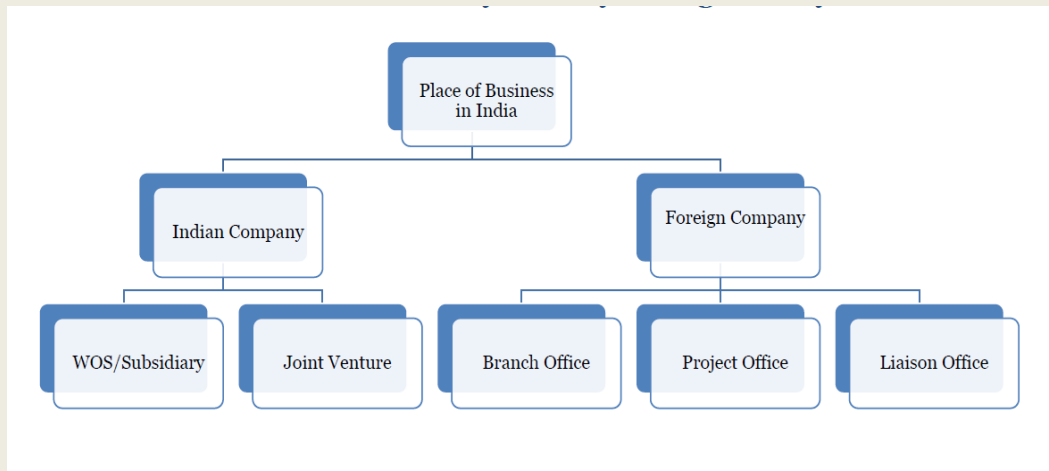 Place of Business
in India
Indian Company
Foreign Company
WOS/Subsidiary
Joint Venture
Branch Office
Project Office
Liaison Office